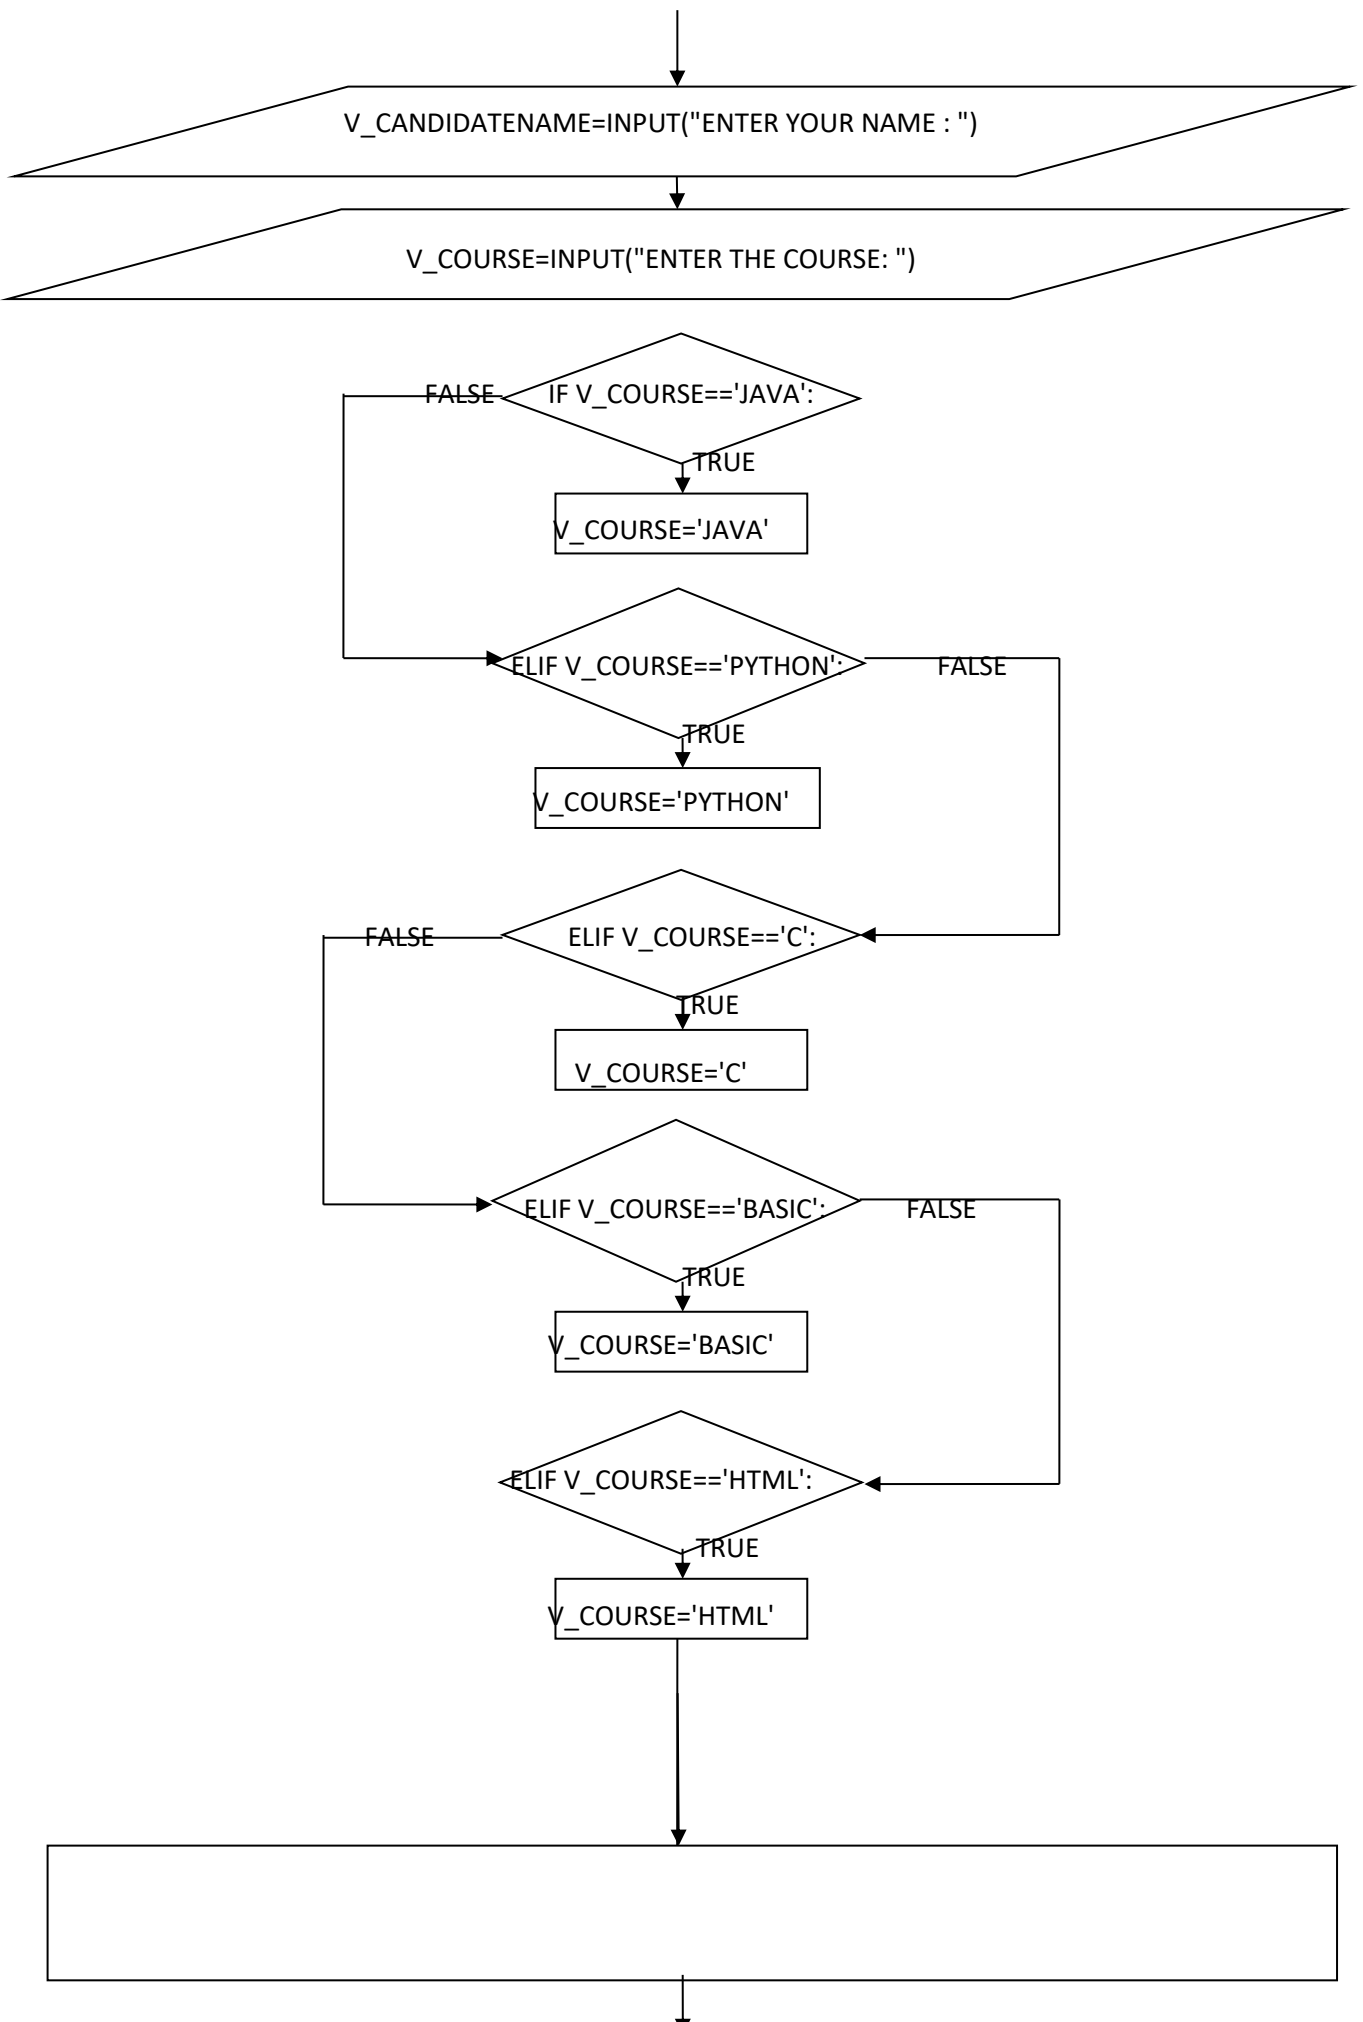 V_CANDIDATENAME=INPUT("ENTER YOUR NAME : ")
V_COURSE=INPUT("ENTER THE COURSE: ")
FALSE IF V_COURSE=='JAVA':
TRUE
V_COURSE='JAVA'
ELIF V_COURSE=='PYTHON': FALSE
TRUE
V_COURSE='PYTHON'
FALSE ELIF V_COURSE=='C':
TRUE
V_COURSE='C'
ELIF V_COURSE=='BASIC': FALSE
TRUE
V_COURSE='BASIC'
ELIF V_COURSE=='HTML':
TRUE
V_COURSE='HTML'